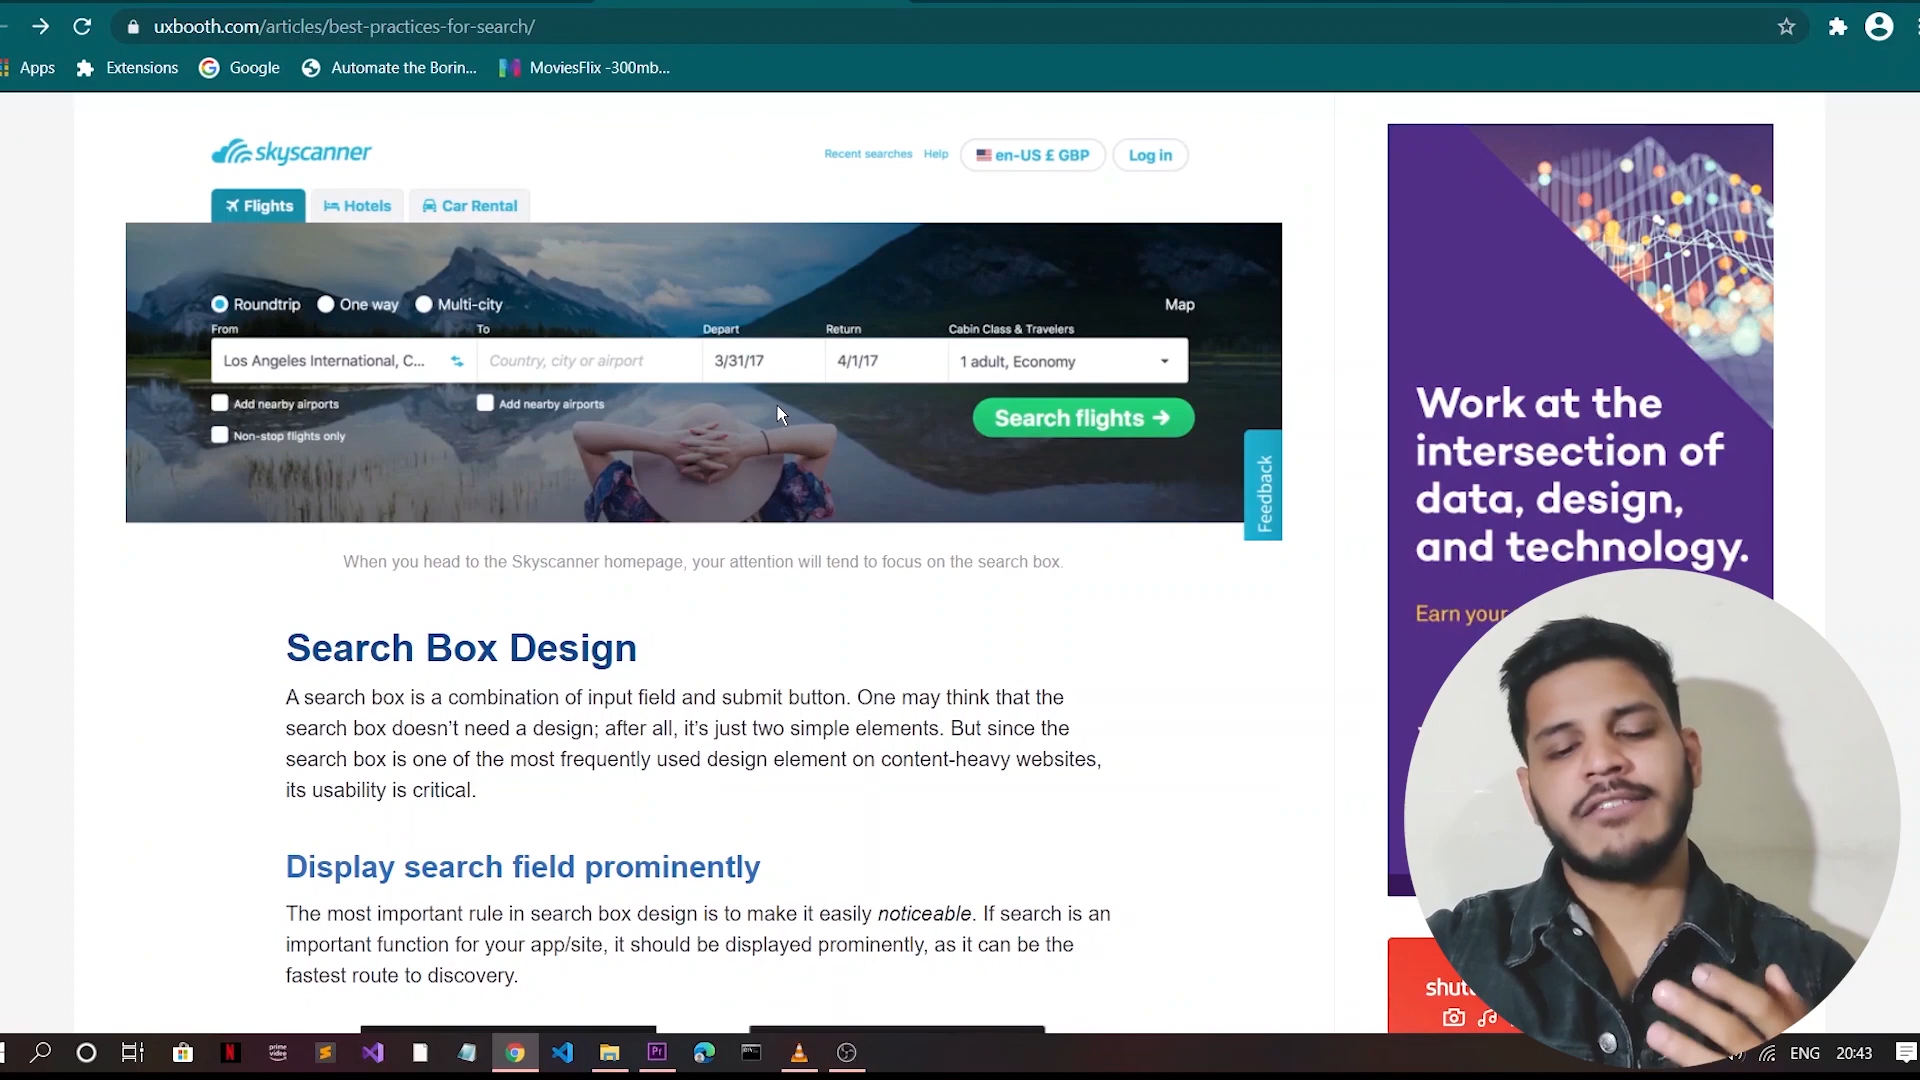 uxbooth.com/articles/best-practices-for-search/
Apps
Extensions
Google
Automate the Borin...
MoviesFlix -300mb...
skyscanner
Recent searches
Help
en-US £ GBP
Log in
Flights
Hotels
Car Rental
Roundtrip
One way
Multi-city
Map
From
To
Depart
Return
Cabin Class & Travelers
Los Angeles International, C...
Country, city or airport
3/31/17
4/1/17
1 adult, Economy
Add nearby airports
Add nearby airports
Search flights
Non-stop flights only
Feedback
When you head to the Skyscanner homepage, your attention will tend to focus on the search box.
Search Box Design
A search box is a combination of input field and submit button. One may think that the
search box doesn’t need a design; after all, it’s just two simple elements. But since the
search box is one of the most frequently used design element on content-heavy websites,
its usability is critical.
Display search field prominently
The most important rule in search box design is to make it easily noticeable. If search is an
important function for your app/site, it should be displayed prominently, as it can be the
fastest route to discovery.
Work at the
intersection of
data, design,
and technology.
Earn your
shut
prime
video
Pr
ENG
20:43